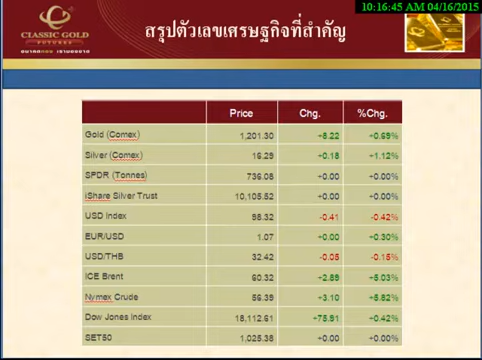 10:16:45 AM 04/16/2015
CLASSIC GOLD
FUTURES
สรุปตัวเลขเศรษฐกิจที่สำคัญ
Price Chg. %Chg.
Gold (Comex) 1,201.30 +8.22 +0.69%
Silver (Comex) 16.29 +0.18 +1.12%
SPDR (Tonnes) 736.08 +0.00 +0.00%
iShare Silver Trust 10,105.52 +0.00 +0.00%
USD Index 98.32 -0.41 -0.42%
EUR/USD 1.07 +0.00 +0.30%
USD/THB 32.42 -0.05 -0.15%
ICE Brent 60.32 +2.89 +5.03%
Nymex Crude 56.39 +3.10 +5.82%
Dow Jones Index 18,112.61 +75.91 +0.42%
SET50 1,025.38 +0.00 +0.00%